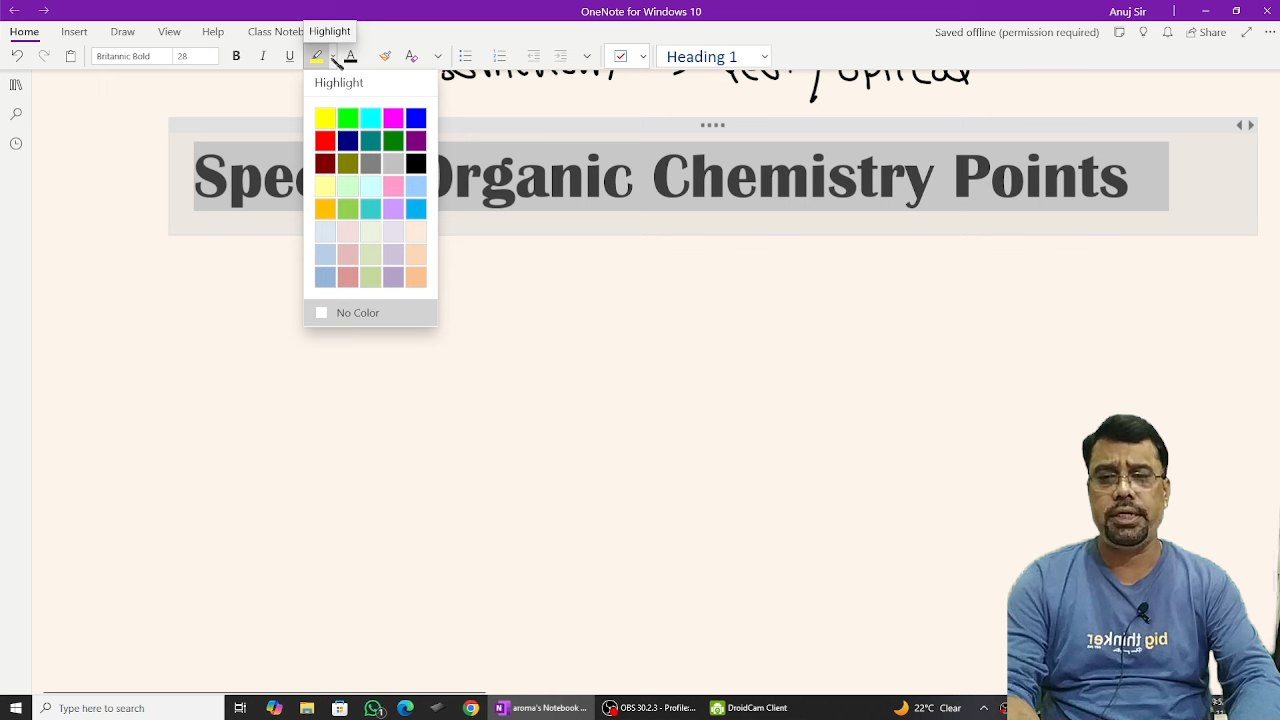 OneNote for Windows 10
Anuj Sir
Highlight
Home Insert Draw View Help Class Noteb
Saved offline (permission required) Share
Britannic Bold 28 B I U A Heading 1
optical
Highlight
Spec Organic Chemistry Points
No Color
big thinker
Type here to search
aroma's Notebook ...
OBS 30.2.3 - Profile:...
DroidCam Client
22°C Clear